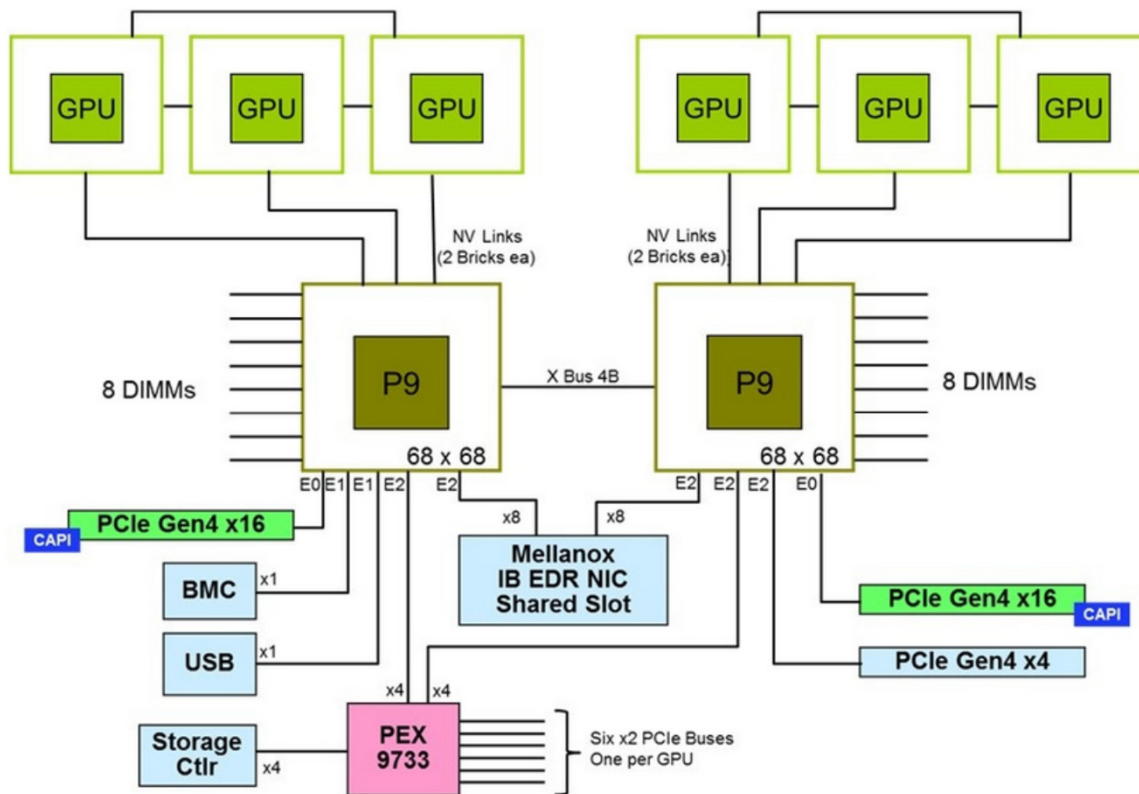 GPU
GPU
GPU
GPU
GPU
GPU
NV Links
(2 Bricks ea)
NV Links
(2 Bricks ea)
8 DIMMs
P9
68 x 68
X Bus 4B
P9
68 x 68
8 DIMMs
E0
E1
E1
E2
E2
E2
E2
E2
E0
PCIe Gen4 x16
CAPI
x8
x8
Mellanox
IB EDR NIC
Shared Slot
BMC
x1
PCIe Gen4 x16
CAPI
USB
x1
PCIe Gen4 x4
x4
x4
Storage
Ctlr
x4
PEX
9733
Six x2 PCIe Buses
One per GPU